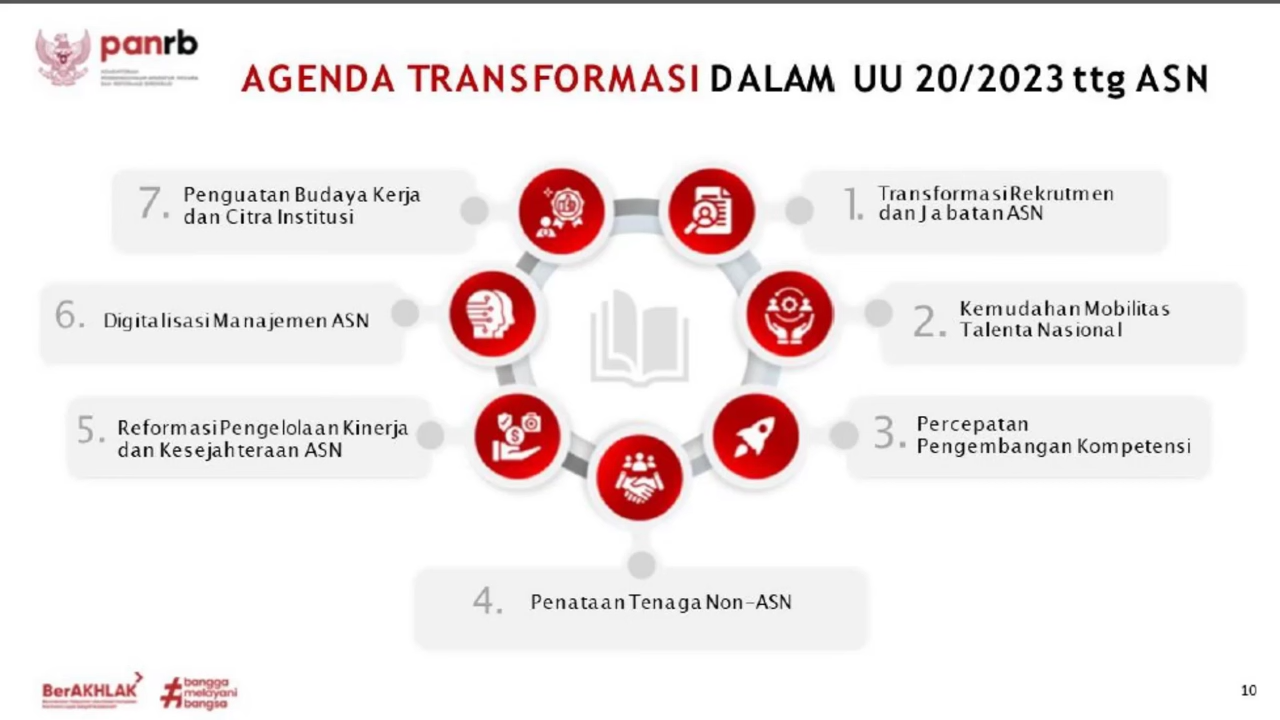 panrb
AGENDA TRANSFORMASI DALAM UU 20/2023 ttg ASN
1. Transformasi Rekrutmen
dan Jabatan ASN
2. Kemudahan Mobilitas
Talenta Nasional
3. Percepatan
Pengembangan Kompetensi
4. Penataan Tenaga Non-ASN
5. Reformasi Pengelolaan Kinerja
dan Kesejahteraan ASN
6. Digitalisasi Manajemen ASN
7. Penguatan Budaya Kerja
dan Citra Institusi
BerAKHLAK
#bangga
melayani
bangsa
10